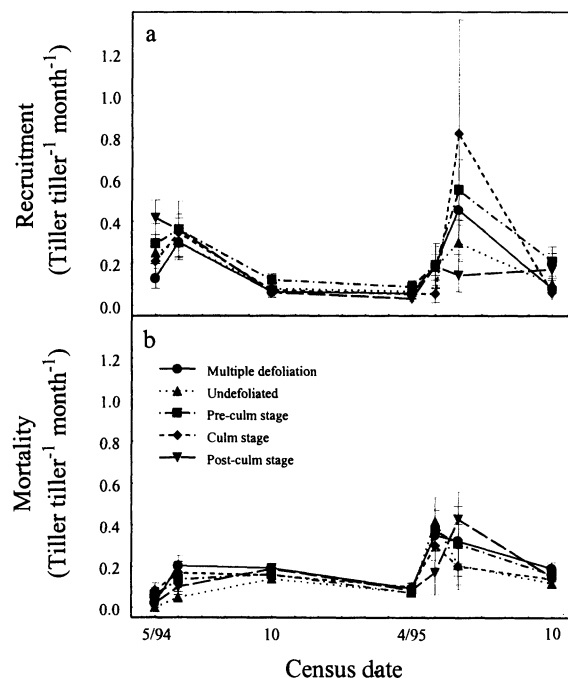 a
1.2
1.0
0.8
0.6
0.4
0.2
0.0
Recruitment
(Tiller tiller⁻¹ month⁻¹)
b
1.2
1.0
0.8
0.6
0.4
0.2
0.0
Mortality
(Tiller tiller⁻¹ month⁻¹)
Multiple defoliation
Undefoliated
Pre-culm stage
Culm stage
Post-culm stage
5/94 10 4/95 10
Census date